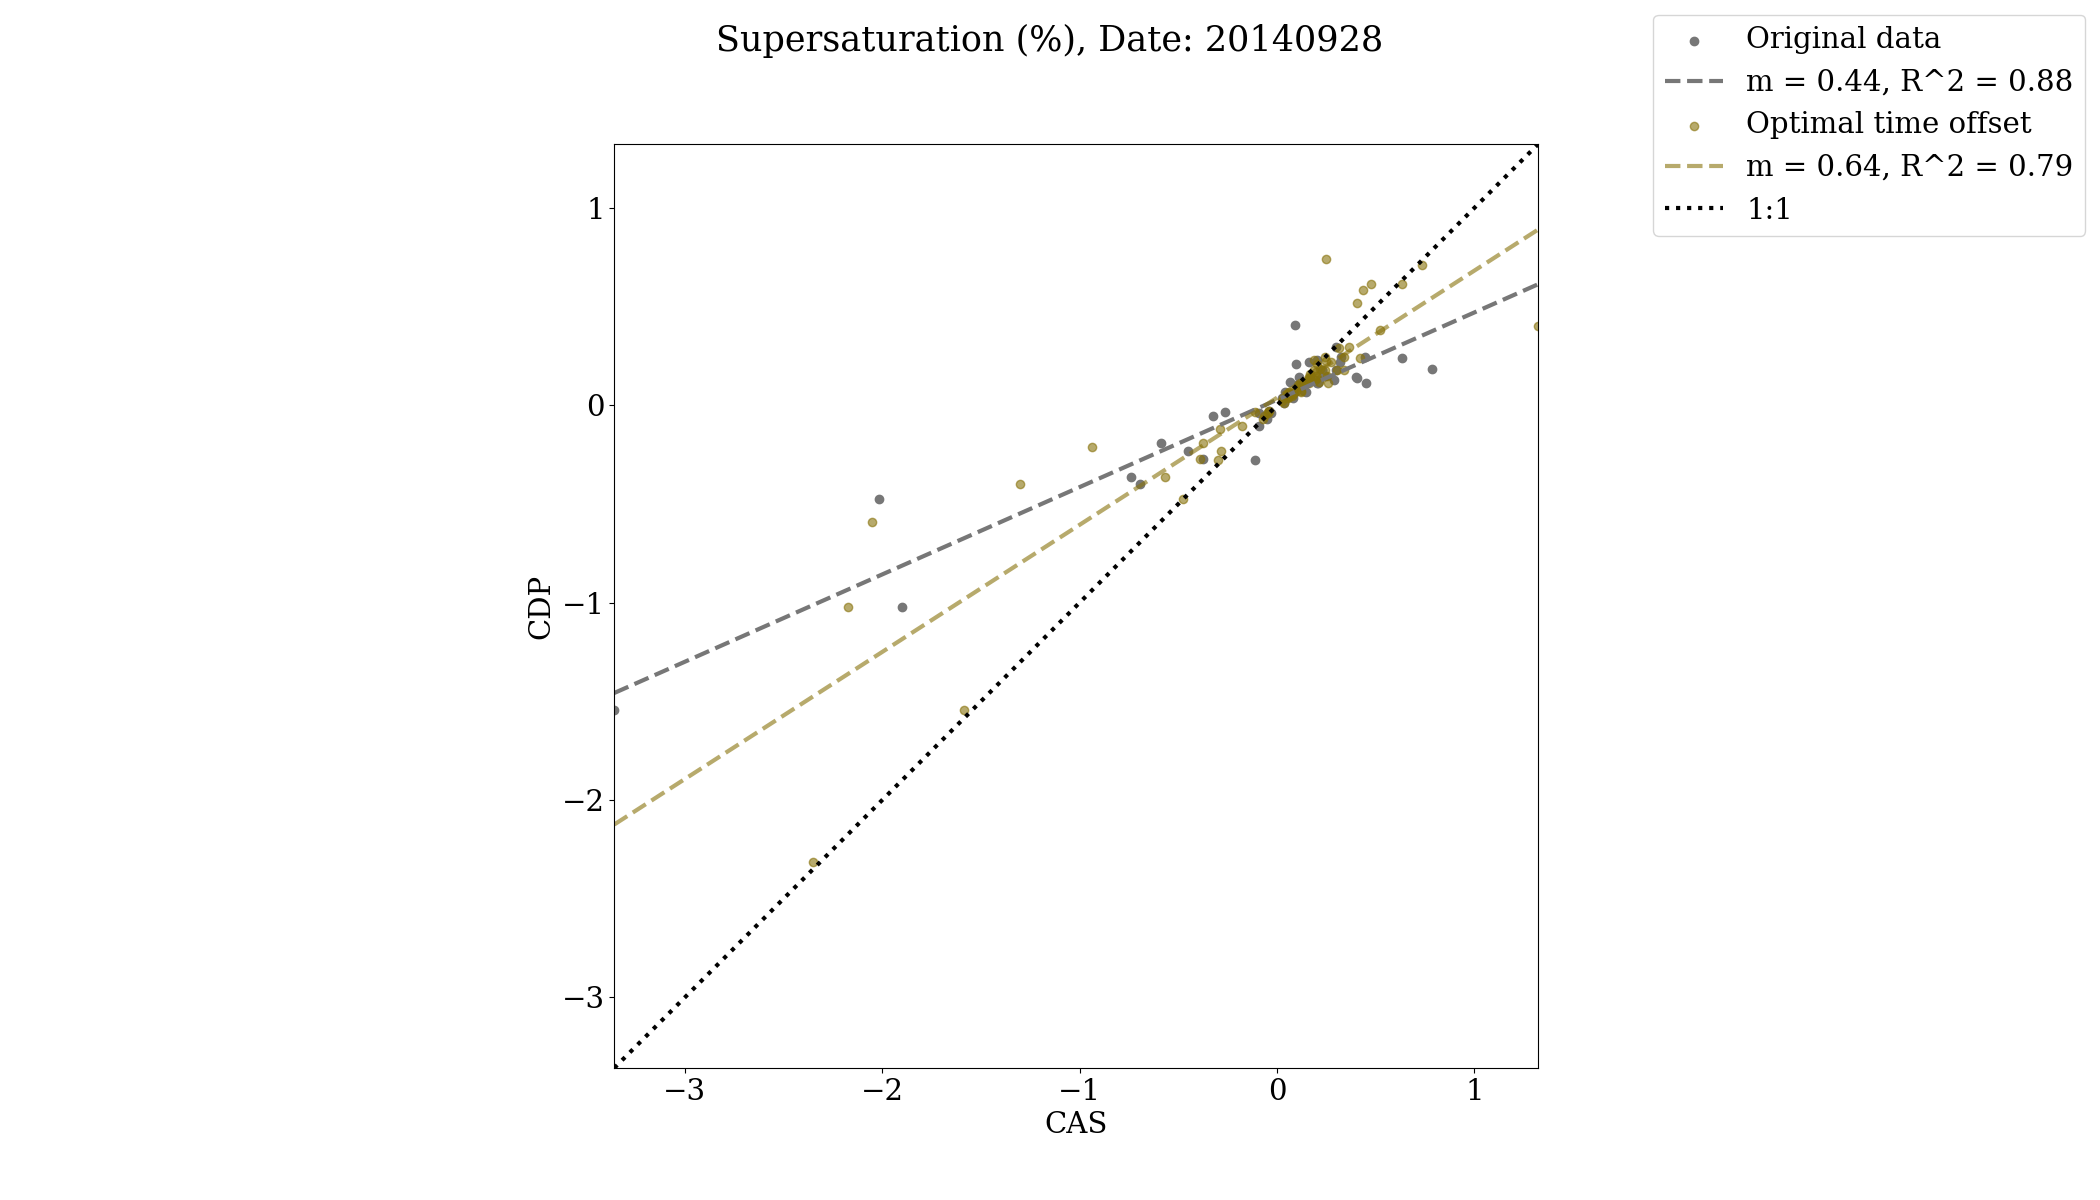 Supersaturation (%), Date: 20140928
Original data
m = 0.44, R^2 = 0.88
Optimal time offset
m = 0.64, R^2 = 0.79
1:1
1
0
−1
−2
−3
CDP
−3 −2 −1 0 1
CAS